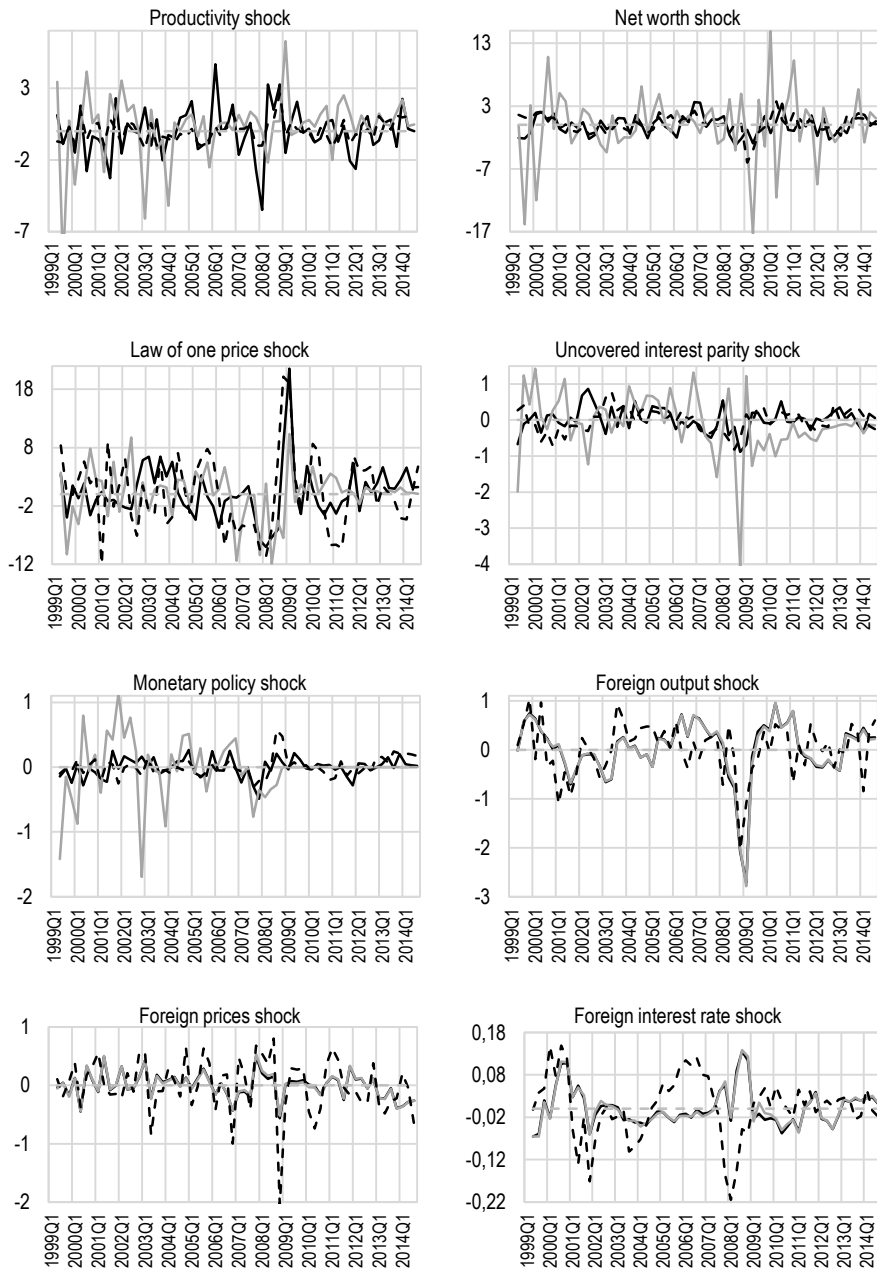 Productivity shock
3
-2
-7
1999Q1 2000Q1 2001Q1 2002Q1 2003Q1 2004Q1 2005Q1 2006Q1 2007Q1 2008Q1 2009Q1 2010Q1 2011Q1 2012Q1 2013Q1 2014Q1
Net worth shock
13
3
-7
-17
1999Q1 2000Q1 2001Q1 2002Q1 2003Q1 2004Q1 2005Q1 2006Q1 2007Q1 2008Q1 2009Q1 2010Q1 2011Q1 2012Q1 2013Q1 2014Q1
Law of one price shock
18
8
-2
-12
1999Q1 2000Q1 2001Q1 2002Q1 2003Q1 2004Q1 2005Q1 2006Q1 2007Q1 2008Q1 2009Q1 2010Q1 2011Q1 2012Q1 2013Q1 2014Q1
Uncovered interest parity shock
1
0
-1
-2
-3
-4
1999Q1 2000Q1 2001Q1 2002Q1 2003Q1 2004Q1 2005Q1 2006Q1 2007Q1 2008Q1 2009Q1 2010Q1 2011Q1 2012Q1 2013Q1 2014Q1
Monetary policy shock
1
0
-1
-2
1999Q1 2000Q1 2001Q1 2002Q1 2003Q1 2004Q1 2005Q1 2006Q1 2007Q1 2008Q1 2009Q1 2010Q1 2011Q1 2012Q1 2013Q1 2014Q1
Foreign output shock
1
0
-1
-2
-3
1999Q1 2000Q1 2001Q1 2002Q1 2003Q1 2004Q1 2005Q1 2006Q1 2007Q1 2008Q1 2009Q1 2010Q1 2011Q1 2012Q1 2013Q1 2014Q1
Foreign prices shock
1
0
-1
-2
1999Q1 2000Q1 2001Q1 2002Q1 2003Q1 2004Q1 2005Q1 2006Q1 2007Q1 2008Q1 2009Q1 2010Q1 2011Q1 2012Q1 2013Q1 2014Q1
Foreign interest rate shock
0,18
0,08
-0,02
-0,12
-0,22
1999Q1 2000Q1 2001Q1 2002Q1 2003Q1 2004Q1 2005Q1 2006Q1 2007Q1 2008Q1 2009Q1 2010Q1 2011Q1 2012Q1 2013Q1 2014Q1